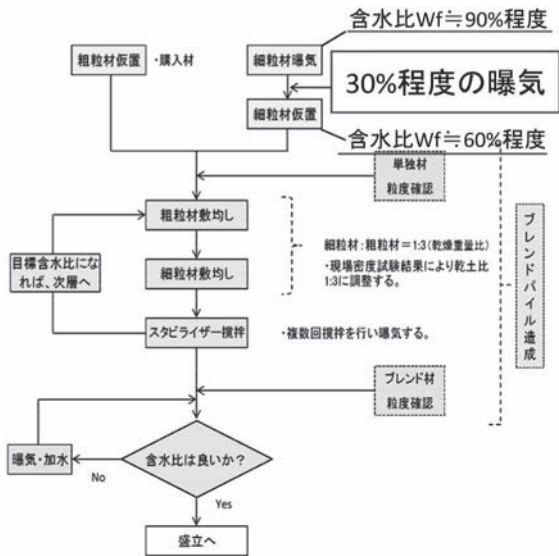 含水比Wf≒90%程度
粗粒材仮置
・購入材
細粒材曝気
30%程度の曝気
細粒材仮置
含水比Wf≒60%程度
単独材
粒度確認
粗粒材敷均し
目標含水比にな
れば、次層へ
細粒材:粗粒材=1:3(乾燥重量比)
・現場密度試験結果により乾土比
1:3に調整する。
細粒材敷均し
ブレンドパイル造成
スタビライザー撹拌
・複数回撹拌を行い曝気する。
ブレンド材
粒度確認
曝気・加水
No
含水比は良いか?
Yes
盛立へ